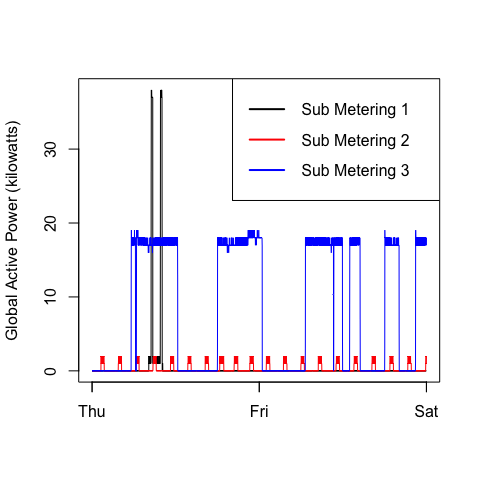 Sub Metering 1
Sub Metering 2
Sub Metering 3
Global Active Power (kilowatts)
30
20
10
0
Thu Fri Sat